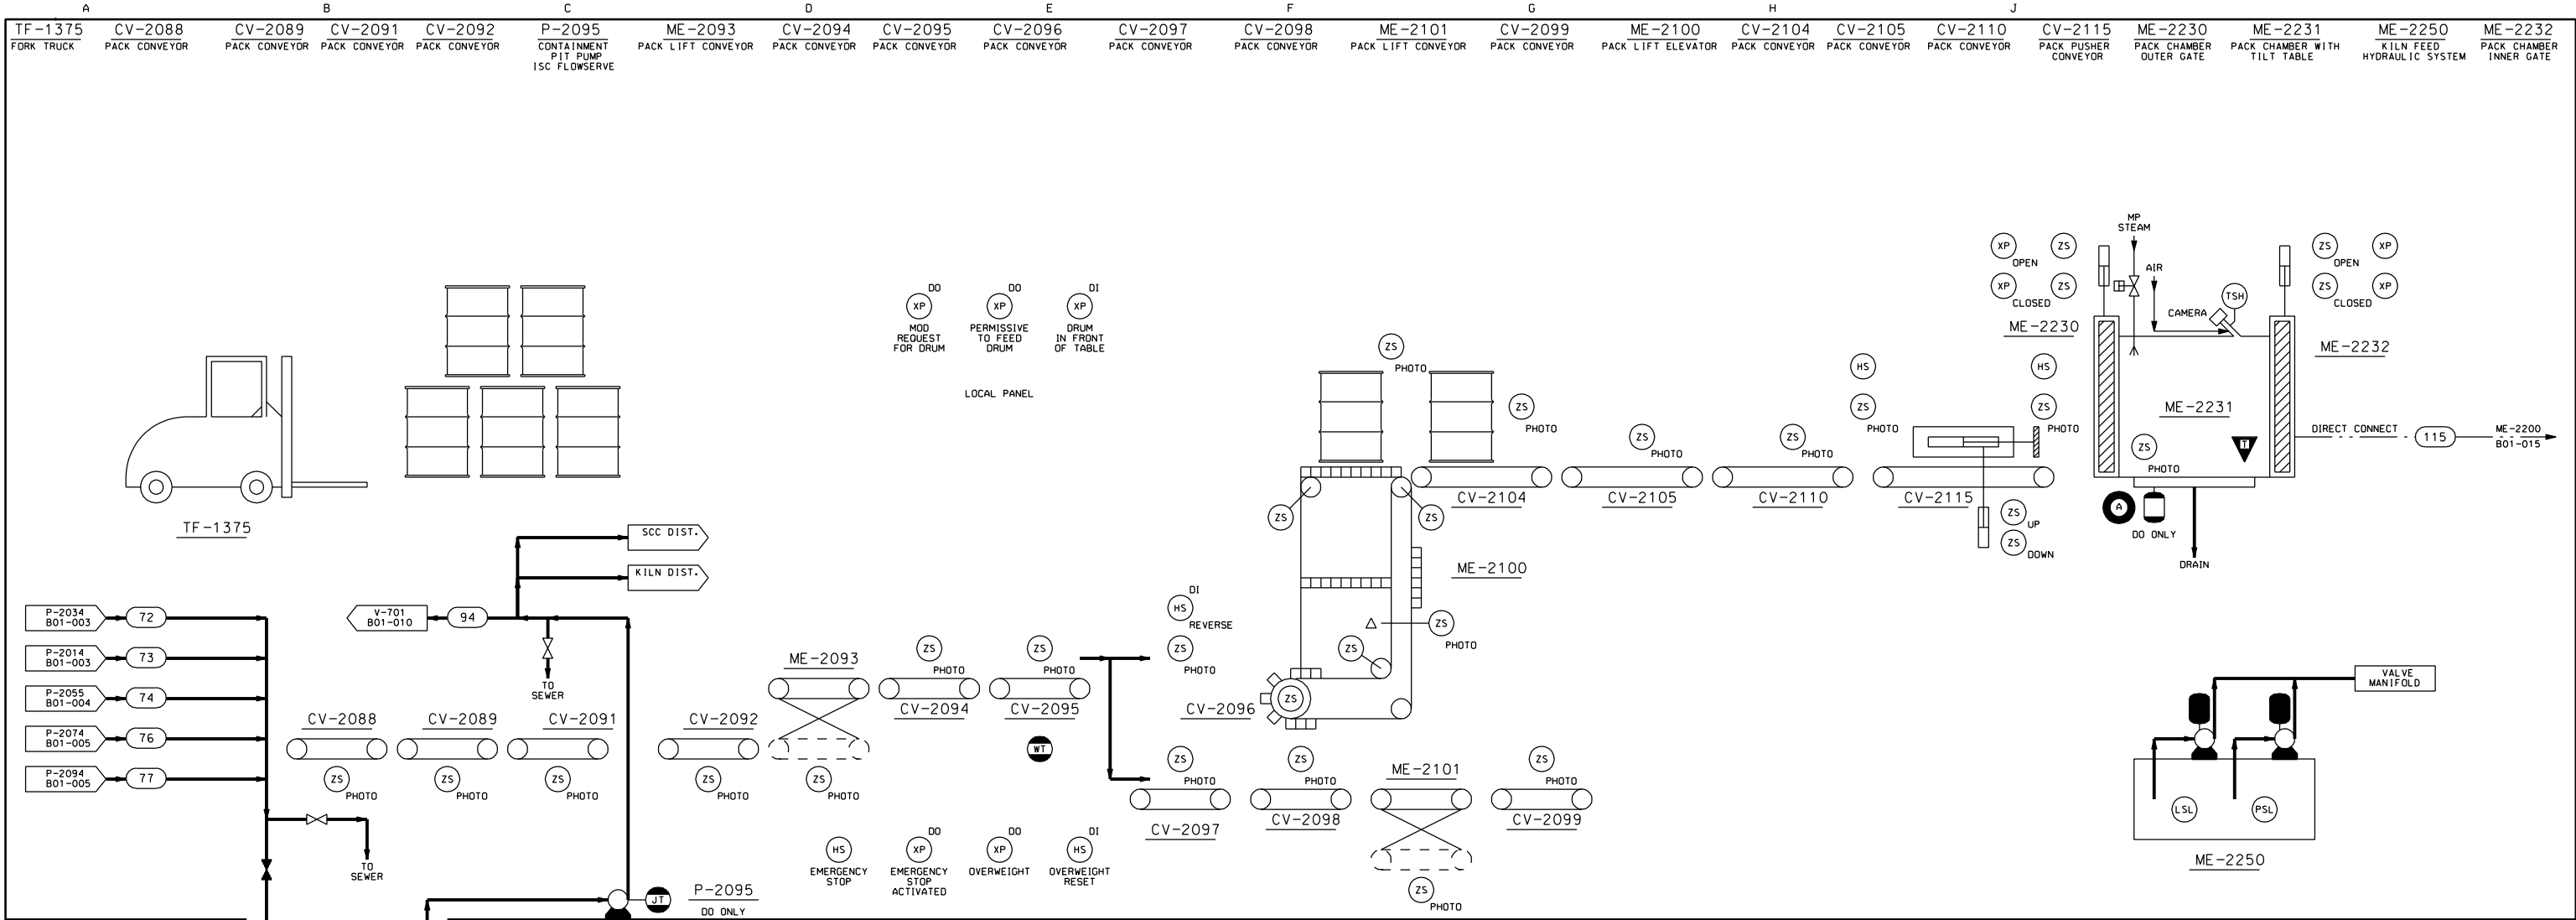 A B C D E F G H J
TF-1375 CV-2088 CV-2089 CV-2091 CV-2092 P-2095 ME-2093 CV-2094 CV-2095 CV-2096 CV-2097 CV-2098 ME-2101 CV-2099 ME-2100 CV-2104 CV-2105 CV-2110 CV-2115 ME-2230 ME-2231 ME-2250 ME-2232
FORK TRUCK PACK CONVEYOR PACK CONVEYOR PACK CONVEYOR PACK CONVEYOR CONTAINMENT PACK LIFT CONVEYOR PACK CONVEYOR PACK CONVEYOR PACK CONVEYOR PACK CONVEYOR PACK CONVEYOR PACK LIFT CONVEYOR PACK CONVEYOR PACK LIFT ELEVATOR PACK CONVEYOR PACK CONVEYOR PACK CONVEYOR PACK PUSHER PACK CHAMBER PACK CHAMBER WITH KILN FEED PACK CHAMBER
PIT PUMP CONVEYOR OUTER GATE TILT TABLE HYDRAULIC SYSTEM INNER GATE
ISC FLOWSERVE
MP
STEAM
XP ZS
OPEN
AIR
XP ZS
CLOSED
CAMERA
TSH
ZS XP
OPEN
ZS XP
CLOSED
ME-2230
ME-2232
DO DO DI
XP XP XP
MOD PERMISSIVE DRUM
REQUEST TO FEED IN FRONT
FOR DRUM DRUM OF TABLE
LOCAL PANEL
ZS
PHOTO
ZS
PHOTO
ZS
PHOTO
ZS
PHOTO
HS
ZS
PHOTO
HS
ZS
PHOTO
ME-2231
ZS
PHOTO
T
DIRECT CONNECT 115 ME-2200
B01-015
CV-2104 CV-2105 CV-2110 CV-2115
ZS ZS
ZS
UP
ZS
DOWN
A
DO ONLY
DRAIN
TF-1375
SCC DIST.
KILN DIST.
ME-2100
P-2034
B01-003
72
V-701
B01-010
94
DI
HS
REVERSE
ZS
PHOTO
P-2014
B01-003
73
TO
SEWER
ME-2093
ZS
PHOTO
ZS
PHOTO
ZS
PHOTO
ZS
P-2055
B01-004
74
CV-2094 CV-2095 CV-2096
ZS
VALVE
MANIFOLD
P-2074
B01-005
76
CV-2088 CV-2089 CV-2091 CV-2092
WT
P-2094
B01-005
77
ZS
PHOTO
ZS
PHOTO
ZS
PHOTO
ZS
PHOTO
ZS
PHOTO
ZS
PHOTO
ZS
PHOTO
ME-2101
ZS
PHOTO
CV-2097 CV-2098 CV-2099
LSL PSL
ME-2250
TO
SEWER
DO DO DI
HS XP XP HS
EMERGENCY EMERGENCY OVERWEIGHT OVERWEIGHT
STOP STOP RESET
ACTIVATED
ZS
PHOTO
JT
P-2095
DO ONLY